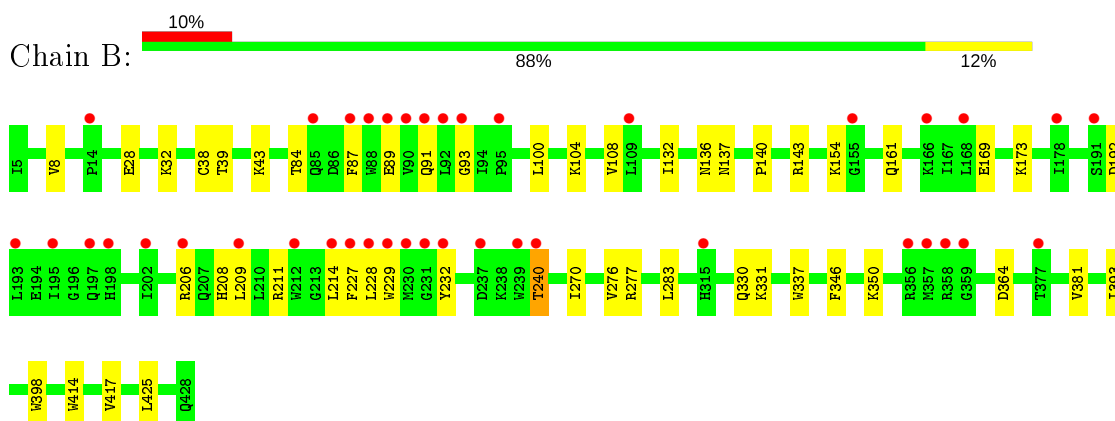 10%
Chain B:
88%
12%
I5
V8
P14
E28
K32
C38
T39
K43
T84
Q85
D86
F87
W88
E89
V90
Q91
L92
G93
I94
P95
L100
K104
V108
L109
I132
N136
N137
P140
R143
K154
G155
Q161
K166
I167
L168
E169
K173
I178
S191
D192
L193
E194
I195
G196
Q197
H198
I202
R206
Q207
H208
L209
L210
R211
W212
G213
L214
F227
L228
W229
M230
G231
Y232
D237
K238
W239
T240
I270
V276
R277
L283
H315
Q330
K331
W337
F346
K350
R356
M357
R358
G359
D364
T377
V381
I393
W398
W414
V417
L425
Q428